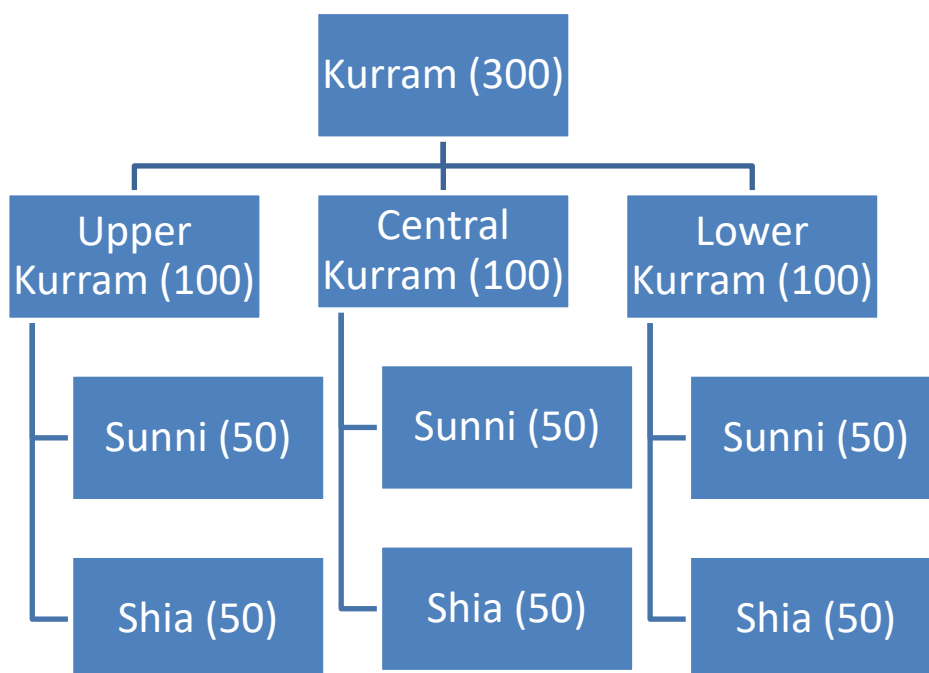 Kurram (300)
Upper
Kurram (100)
Central
Kurram (100)
Lower
Kurram (100)
Sunni (50)
Sunni (50)
Sunni (50)
Shia (50)
Shia (50)
Shia (50)